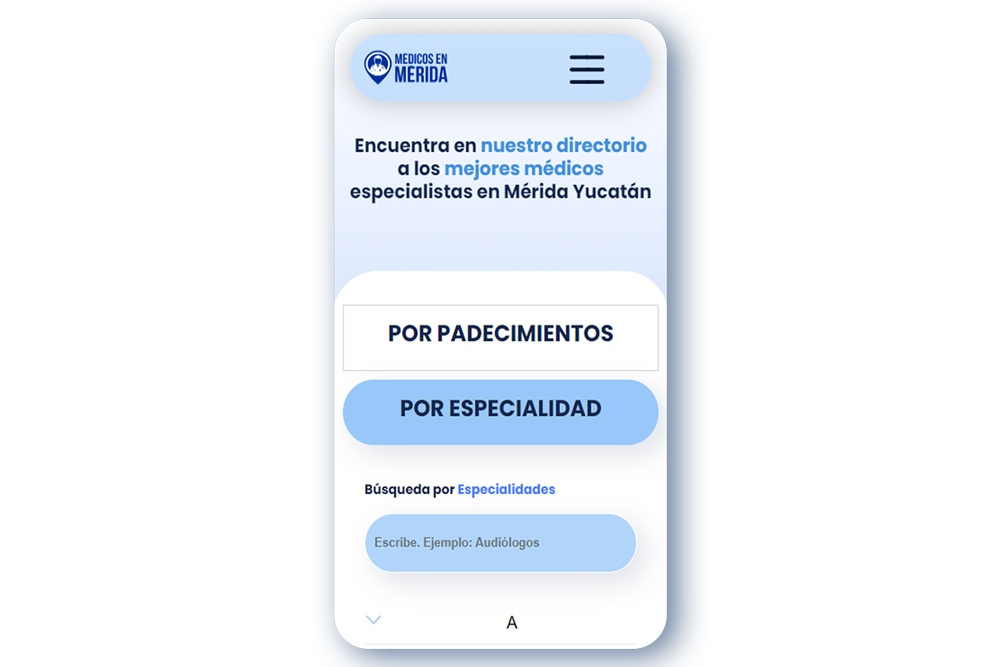 MEDICOS EN
MERIDA
Encuentra en nuestro directorio
a los mejores médicos
especialistas en Mérida Yucatán
POR PADECIMIENTOS
POR ESPECIALIDAD
Búsqueda por Especialidades
Escribe. Ejemplo: Audiólogos
A